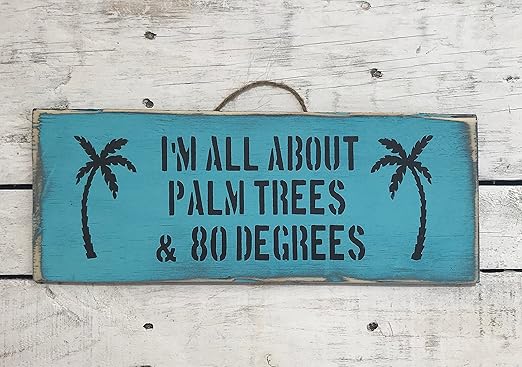 I'M ALL ABOUT
PALM TREES
& 80 DEGREES